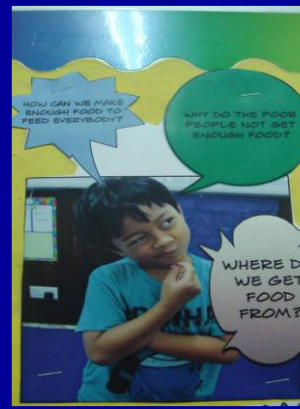 HOW CAN WE MAKE
ENOUGH FOOD TO
FEED EVERYBODY?
WHY DO THE POOR
PEOPLE NOT GET
ENOUGH FOOD?
WHERE D
WE GET
FOOD
FROM?